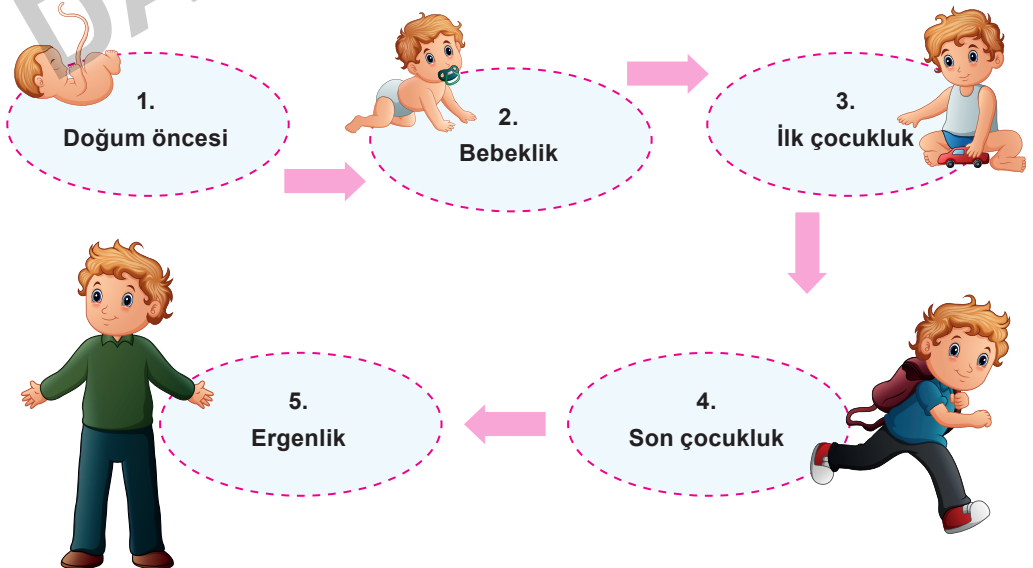 1.
Doğum öncesi
2.
Bebeklik
3.
İlk çocukluk
4.
Son çocukluk
5.
Ergenlik